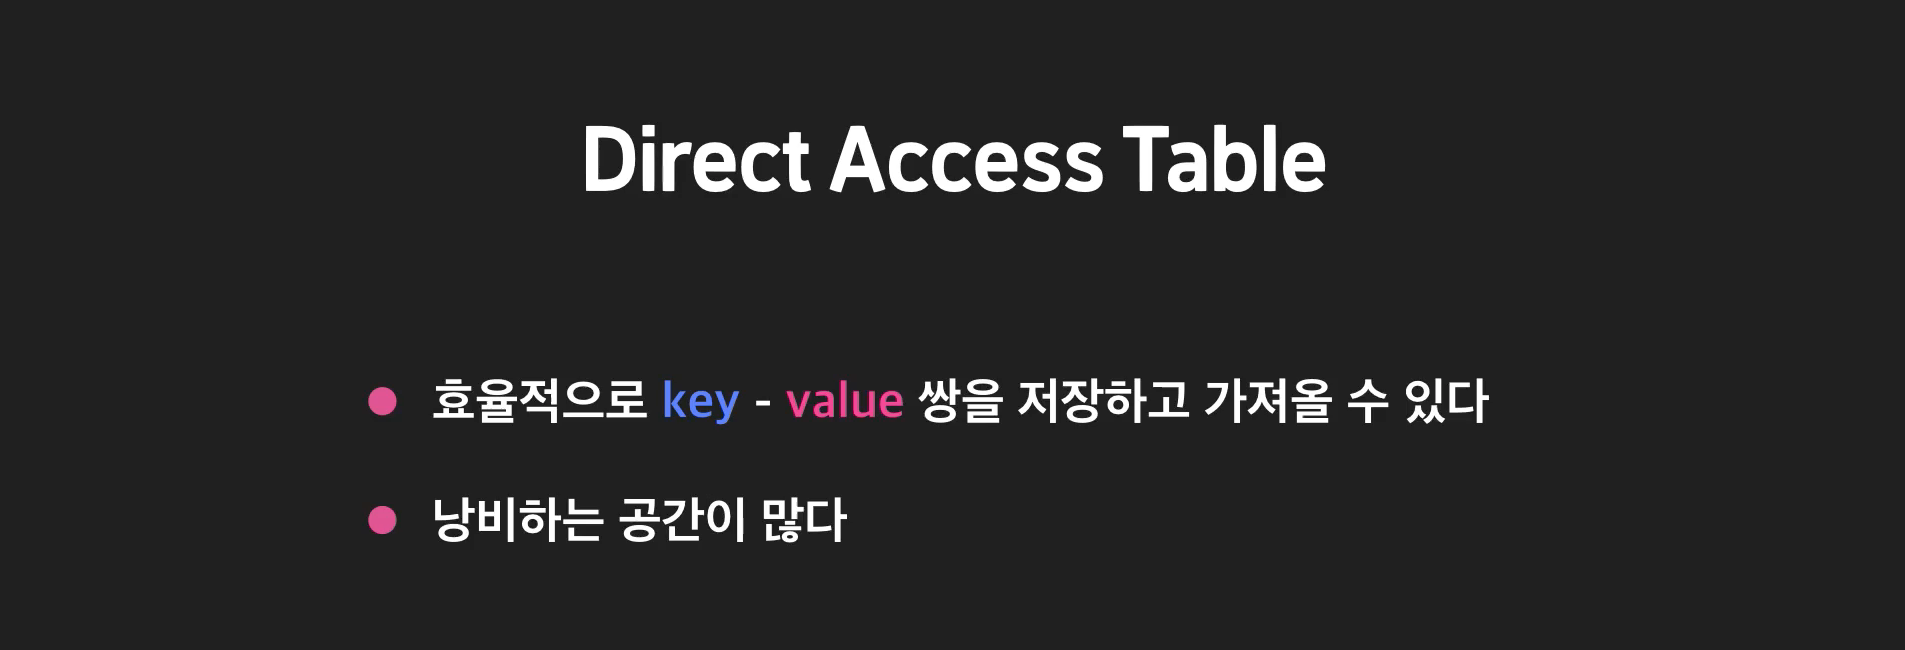 Direct Access Table
효율적으로 key - value 쌍을 저장하고 가져올 수 있다
낭비하는 공간이 많다